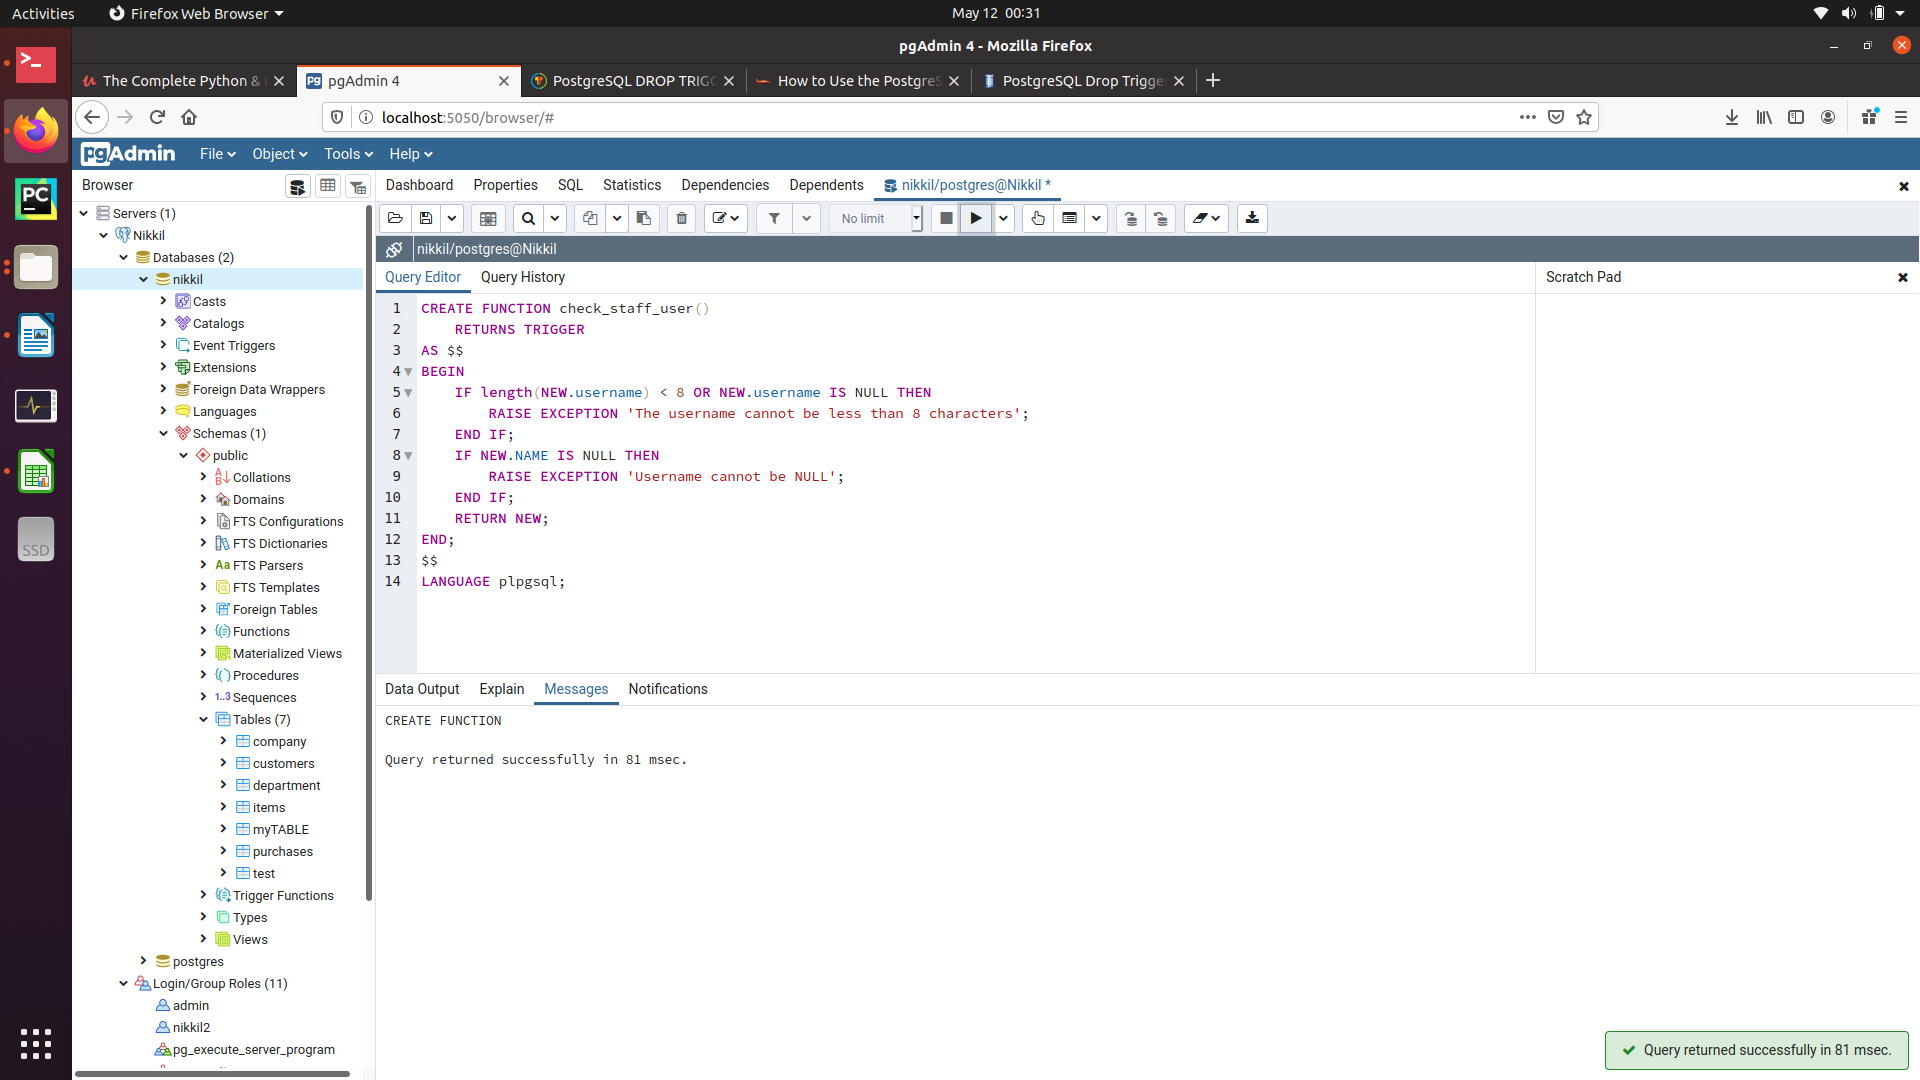 Activities
Firefox Web Browser
May 12 00:31
pgAdmin 4 - Mozilla Firefox
The Complete Python &
pgAdmin 4
PostgreSQL DROP TRIG
How to Use the Postgre
PostgreSQL Drop Trigge
localhost:5050/browser/#
pgAdmin
File
Object
Tools
Help
Browser
Dashboard
Properties
SQL
Statistics
Dependencies
Dependents
nikkil/postgres@Nikkil *
No limit
nikkil/postgres@Nikkil
Query Editor
Query History
Scratch Pad
Servers (1)
Nikkil
Databases (2)
nikkil
Casts
Catalogs
Event Triggers
Extensions
Foreign Data Wrappers
Languages
Schemas (1)
public
Collations
Domains
FTS Configurations
FTS Dictionaries
Aa FTS Parsers
FTS Templates
Foreign Tables
Functions
Materialized Views
Procedures
1..3 Sequences
Tables (7)
company
customers
department
items
myTABLE
purchases
test
Trigger Functions
Types
Views
postgres
Login/Group Roles (11)
admin
nikkil2
pg_execute_server_program
1 CREATE FUNCTION check_staff_user()
2 RETURNS TRIGGER
3 AS $$
4 BEGIN
5 IF length(NEW.username) < 8 OR NEW.username IS NULL THEN
6 RAISE EXCEPTION 'The username cannot be less than 8 characters';
7 END IF;
8 IF NEW.NAME IS NULL THEN
9 RAISE EXCEPTION 'Username cannot be NULL';
10 END IF;
11 RETURN NEW;
12 END;
13 $$
14 LANGUAGE plpgsql;
Data Output
Explain
Messages
Notifications
CREATE FUNCTION
Query returned successfully in 81 msec.
Query returned successfully in 81 msec.
PC
SSD